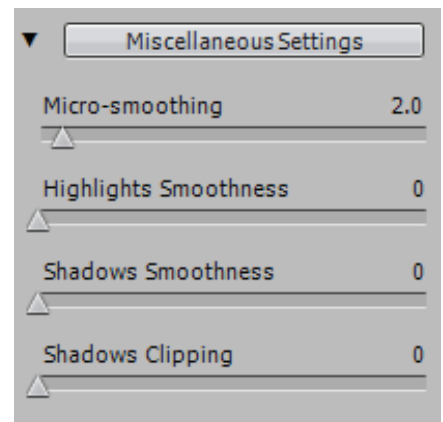 Miscellaneous Settings
Micro-smoothing 2.0
Highlights Smoothness 0
Shadows Smoothness 0
Shadows Clipping 0